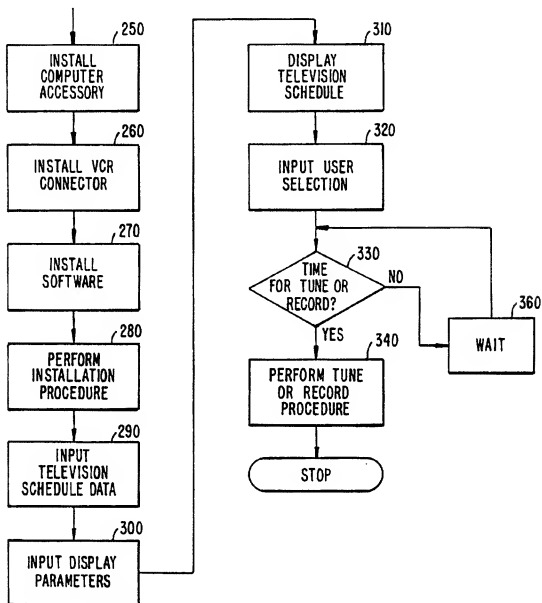 250
INSTALL
COMPUTER
ACCESSORY
260
INSTALL VCR
CONNECTOR
270
INSTALL
SOFTWARE
280
PERFORM
INSTALLATION
PROCEDURE
290
INPUT
TELEVISION
SCHEDULE DATA
300
INPUT DISPLAY
PARAMETERS
310
DISPLAY
TELEVISION
SCHEDULE
320
INPUT USER
SELECTION
330
TIME
FOR TUNE OR
RECORD?
NO
YES
360
WAIT
340
PERFORM TUNE
OR RECORD
PROCEDURE
STOP